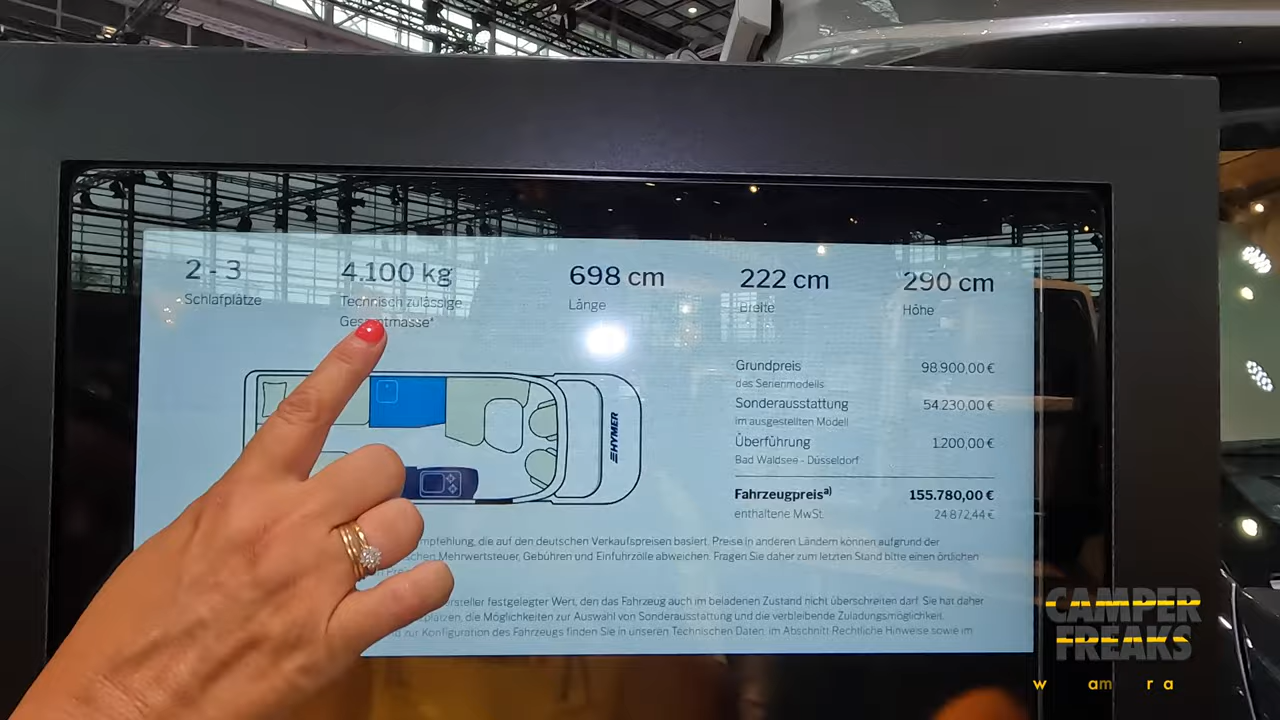 2 - 3
Schlafplätze
4.100 kg
Technisch zulässige
Gesamtmasse*
698 cm
Länge
222 cm
Breite
290 cm
Höhe
HYMER
Grundpreis 98.900,00 €
des Serienmodells
Sonderausstattung 54.230,00 €
im ausgestellten Modell
Überführung 1.200,00 €
Bad Waldsee - Düsseldorf
Fahrzeugpreis a) 155.780,00 €
enthaltene MwSt. 24.872,44 €
die auf den deutschen Verkaufspreisen basiert. Preise in anderen Ländern können aufgrund der
Mehrwertsteuer, Gebühren und Einfuhrzölle abweichen. Fragen Sie daher zum letzten Stand bitte einen örtlichen
festgelegter Wert, den das Fahrzeug auch im beladenen Zustand nicht überschreiten darf. Sie hat daher
die Möglichkeiten zur Auswahl von Sonderausstattung und die verbleibende Zuladungsmöglichkeit.
zur Konfiguration des Fahrzeugs finden Sie in unseren Technischen Daten, im Abschnitt Rechtliche Hinweise sowie im
CAMPER
FREAKS